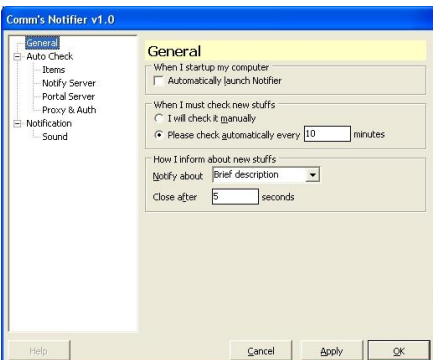 Comm's Notifier v1.0
General
Auto Check
Items
Notify Server
Portal Server
Proxy & Auth
Notification
Sound
General
When I startup my computer
Automatically launch Notifier
When I must check new stuffs
I will check it manually
Please check automatically every 10 minutes
How I inform about new stuffs
Notify about Brief description
Close after 5 seconds
Help Cancel Apply OK